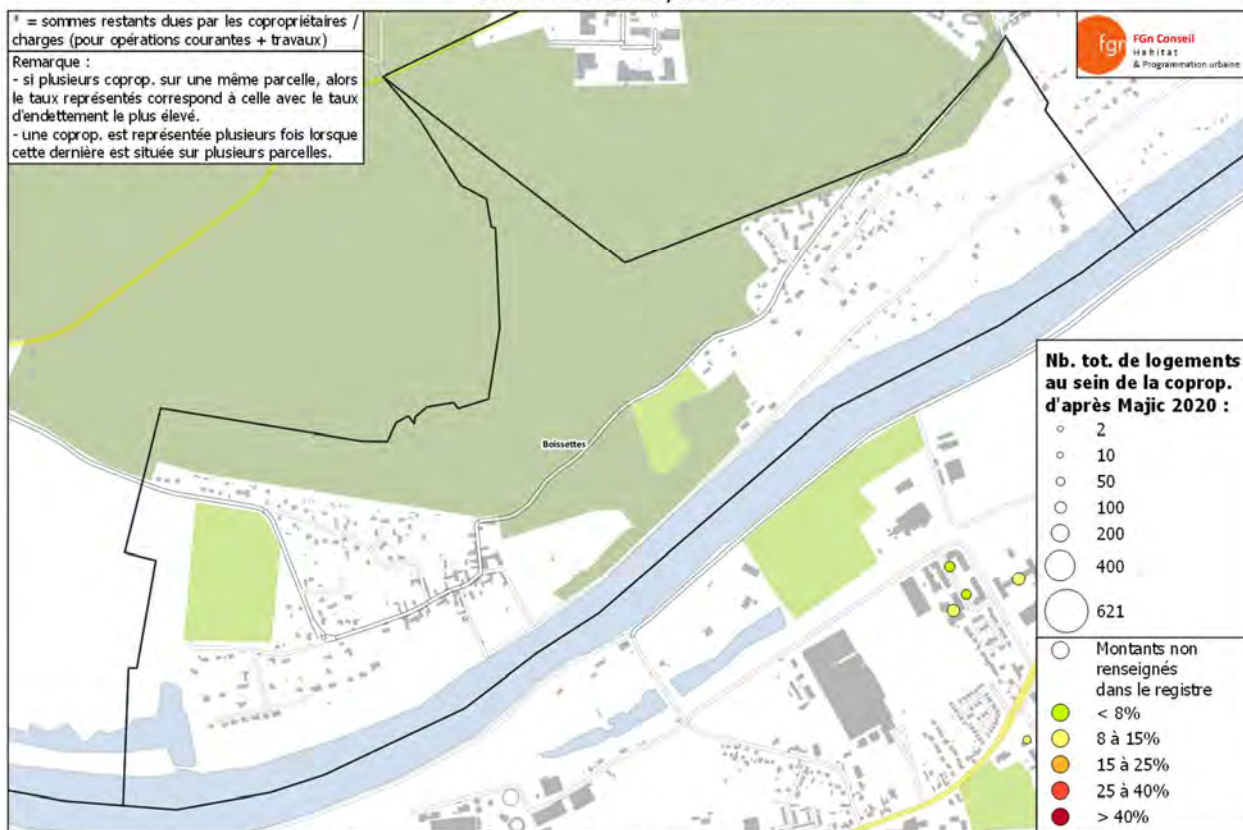 * = sommes restants dues par les copropriétaires /
charges (pour opérations courantes + travaux)
Remarque :
- si plusieurs coprop. sur une même parcelle, alors
le taux représentés correspond à celle avec le taux
d'endettement le plus élevé.
- une coprop. est représentée plusieurs fois lorsque
cette dernière est située sur plusieurs parcelles.
fgn
FGn Conseil
Habitat
& Programmation urbaine
Boissettes
Nb. tot. de logements
au sein de la coprop.
d'après Majic 2020 :
2
10
50
100
200
400
621
Montants non
renseignés
dans le registre
< 8%
8 à 15%
15 à 25%
25 à 40%
> 40%